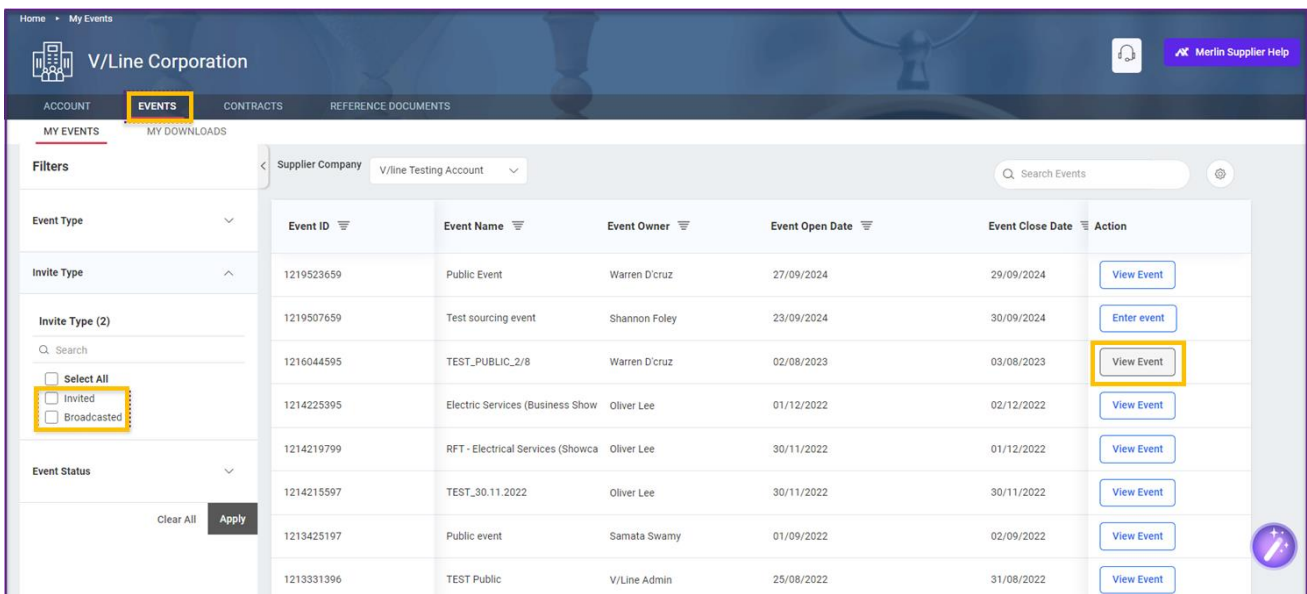 Home ▸ My Events
V/Line Corporation
Merlin Supplier Help
ACCOUNT EVENTS CONTRACTS REFERENCE DOCUMENTS
MY EVENTS MY DOWNLOADS
Filters
Event Type
Invite Type
Invite Type (2)
Search
Select All
Invited
Broadcasted
Event Status
Clear All Apply
Supplier Company V/line Testing Account Search Events
Event ID Event Name Event Owner Event Open Date Event Close Date Action
1219523659 Public Event Warren D'cruz 27/09/2024 29/09/2024 View Event
1219507659 Test sourcing event Shannon Foley 23/09/2024 30/09/2024 Enter event
1216044595 TEST_PUBLIC_2/8 Warren D'cruz 02/08/2023 03/08/2023 View Event
1214225395 Electric Services (Business Show Oliver Lee 01/12/2022 02/12/2022 View Event
1214219799 RFT - Electrical Services (Showca Oliver Lee 30/11/2022 01/12/2022 View Event
1214215597 TEST_30.11.2022 Oliver Lee 30/11/2022 30/11/2022 View Event
1213425197 Public event Samata Swamy 01/09/2022 02/09/2022 View Event
1213331396 TEST Public V/Line Admin 25/08/2022 31/08/2022 View Event